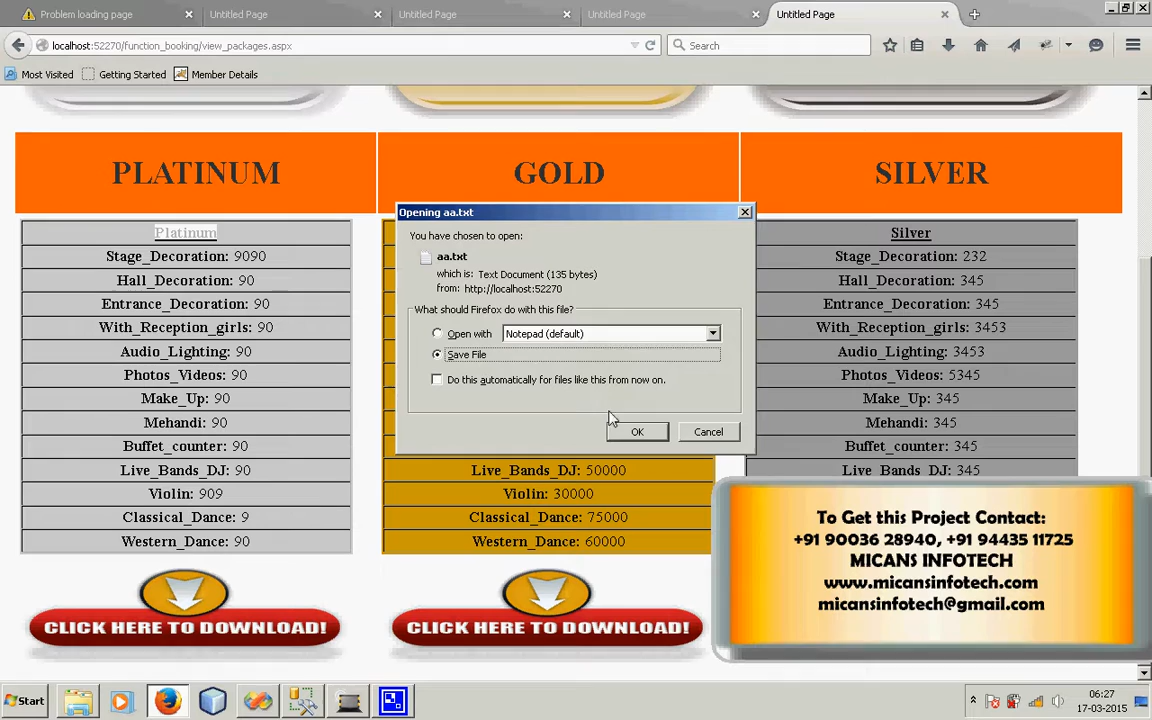 Problem loading page
Untitled Page
Untitled Page
Untitled Page
Untitled Page
localhost:52270/function_booking/view_packages.aspx
Search
Most Visited
Getting Started
Member Details
PLATINUM
GOLD
SILVER
Platinum
Stage_Decoration: 9090
Hall_Decoration: 90
Entrance_Decoration: 90
With_Reception_girls: 90
Audio_Lighting: 90
Photos_Videos: 90
Make_Up: 90
Mehandi: 90
Buffet_counter: 90
Live_Bands_DJ: 90
Violin: 909
Classical_Dance: 9
Western_Dance: 90
Opening aa.txt
You have chosen to open:
aa.txt
which is: Text Document (135 bytes)
from: http://localhost:52270
What should Firefox do with this file?
Open with
Notepad (default)
Save File
Do this automatically for files like this from now on.
OK
Cancel
Live_Bands_DJ: 50000
Violin: 30000
Classical_Dance: 75000
Western_Dance: 60000
Silver
Stage_Decoration: 232
Hall_Decoration: 345
Entrance_Decoration: 345
With_Reception_girls: 3453
Audio_Lighting: 3453
Photos_Videos: 5345
Make_Up: 345
Mehandi: 345
Buffet_counter: 345
Live_Bands_DJ: 345
To Get this Project Contact:
+91 90036 28940, +91 94435 11725
MICANS INFOTECH
www.micansinfotech.com
micansinfotech@gmail.com
CLICK HERE TO DOWNLOAD!
CLICK HERE TO DOWNLOAD!
Start
06:27
17-03-2015